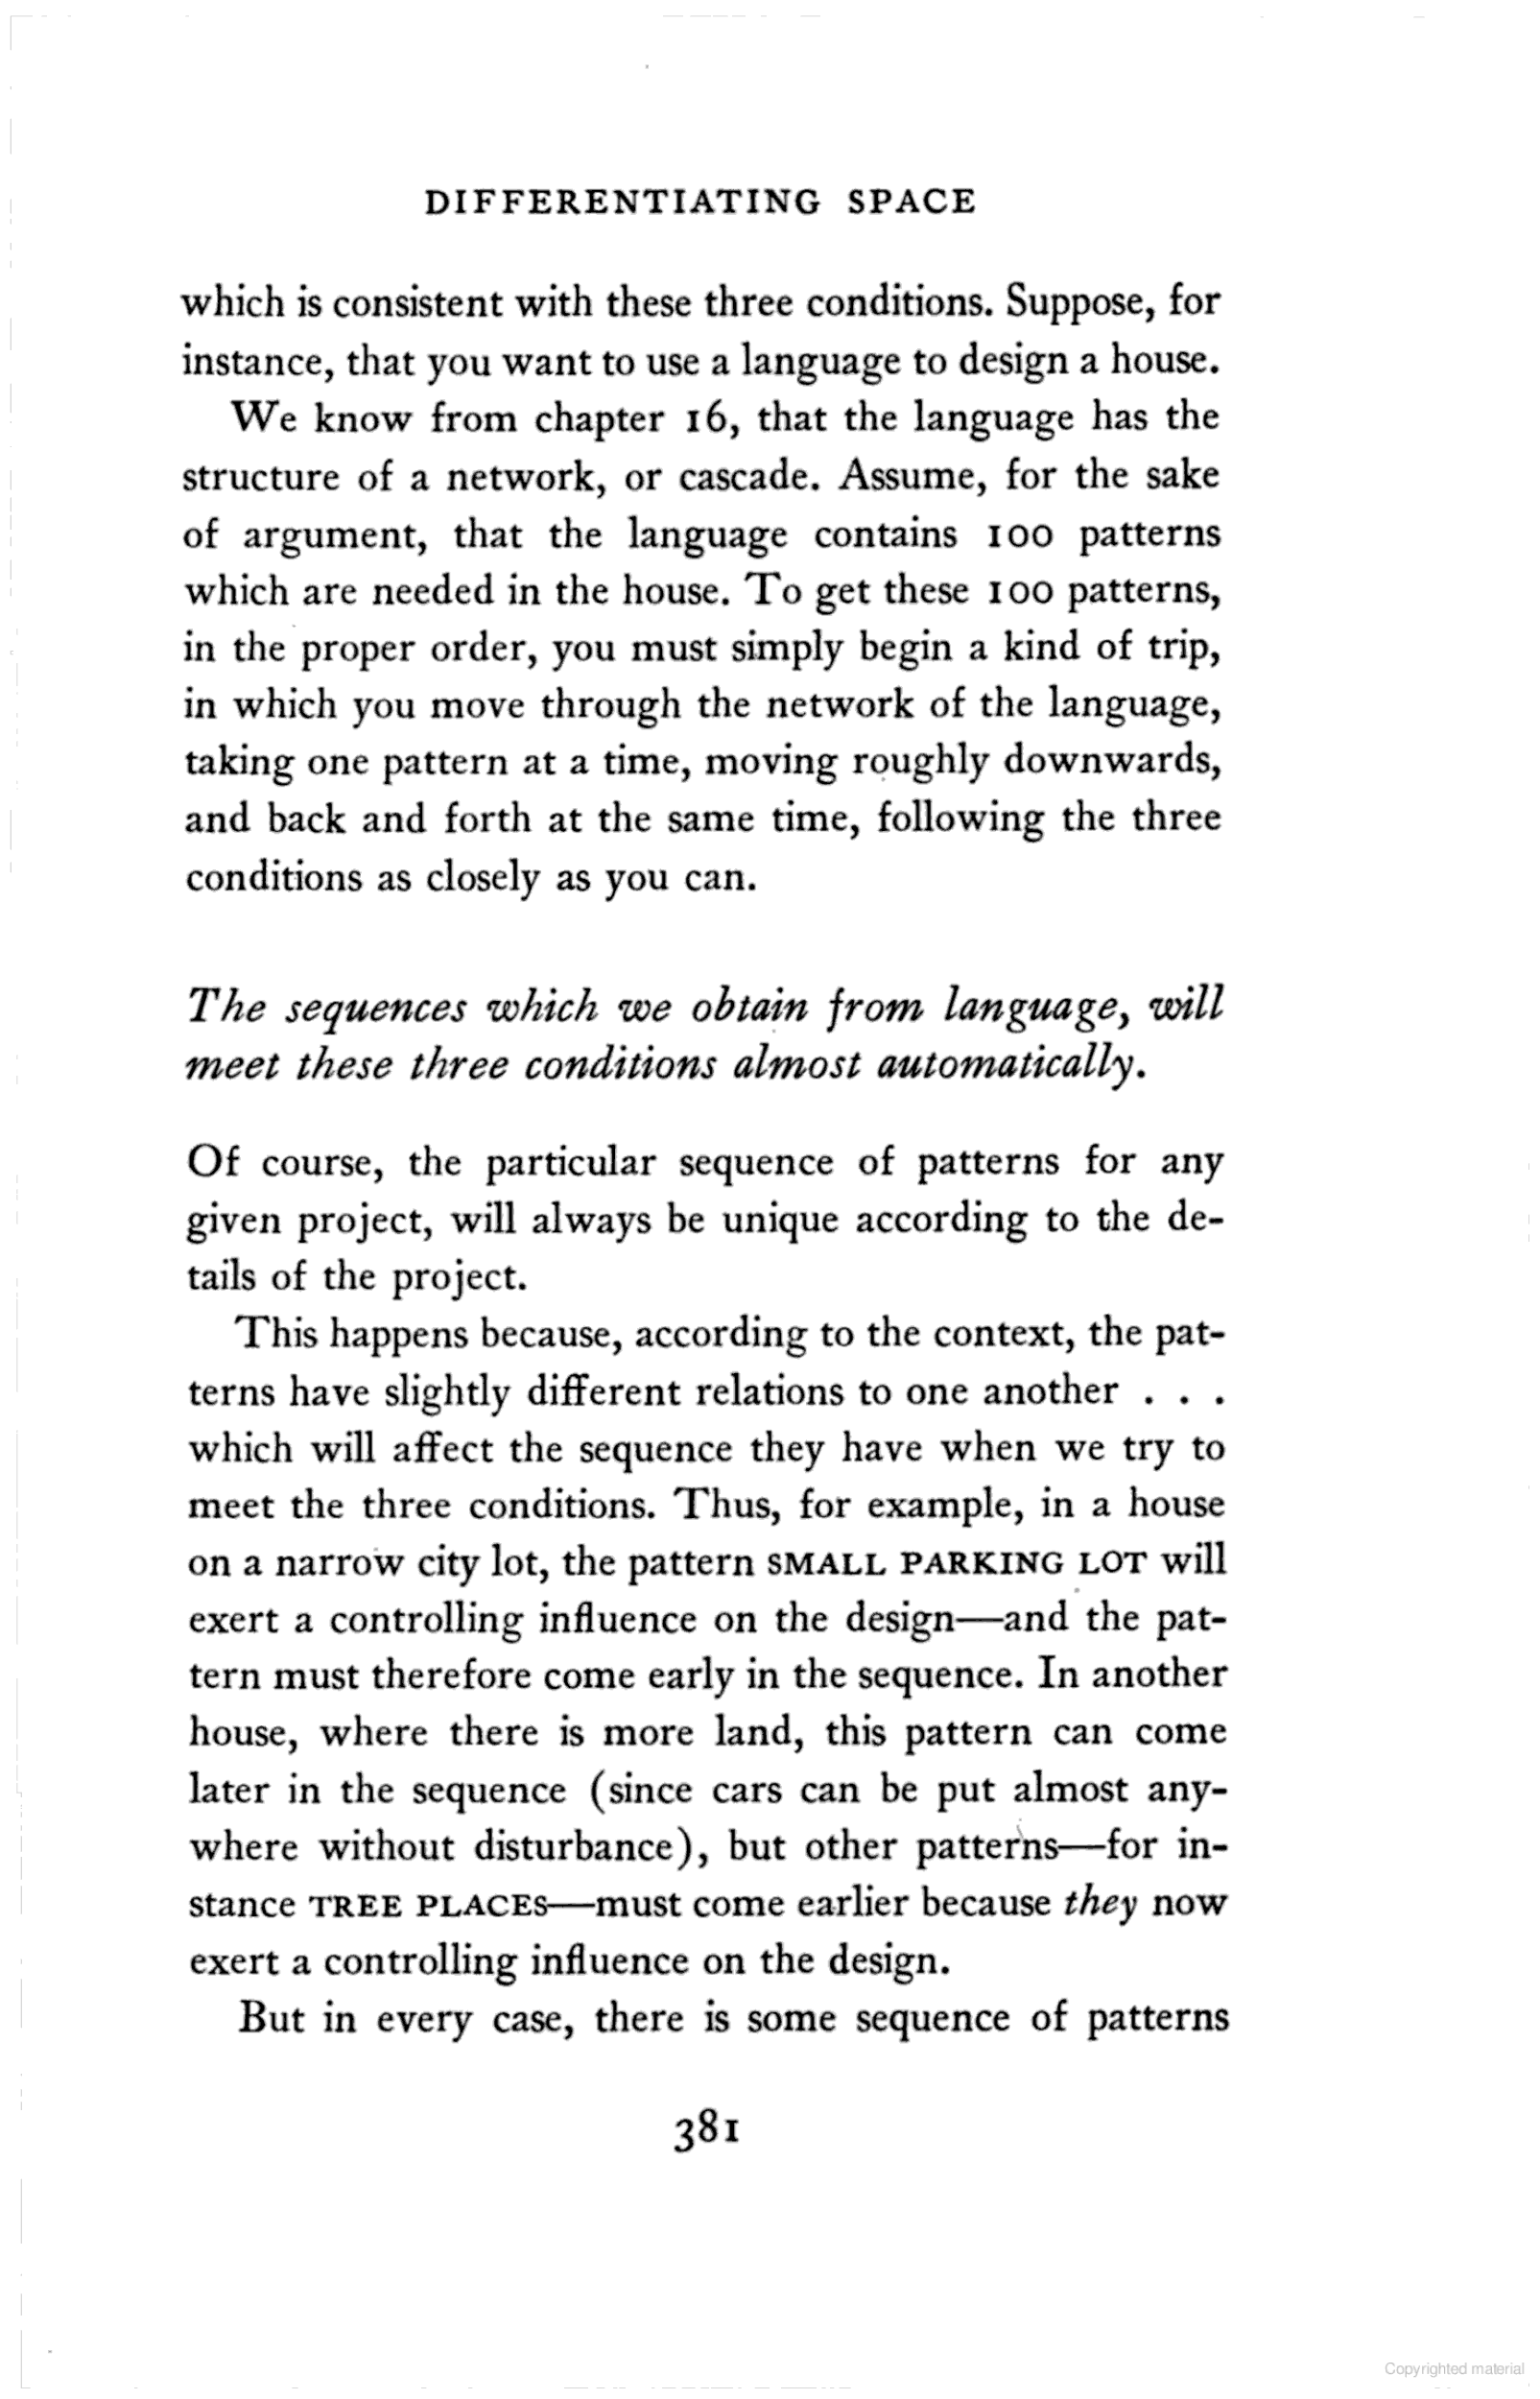 DIFFERENTIATING SPACE
which is consistent with these three conditions. Suppose, for
instance, that you want to use a language to design a house.
We know from chapter 16, that the language has the
structure of a network, or cascade. Assume, for the sake
of argument, that the language contains 100 patterns
which are needed in the house. To get these 100 patterns,
in the proper order, you must simply begin a kind of trip,
in which you move through the network of the language,
taking one pattern at a time, moving roughly downwards,
and back and forth at the same time, following the three
conditions as closely as you can.
The sequences which we obtain from language, will
meet these three conditions almost automatically.
Of course, the particular sequence of patterns for any
given project, will always be unique according to the de-
tails of the project.
This happens because, according to the context, the pat-
terns have slightly different relations to one another . . .
which will affect the sequence they have when we try to
meet the three conditions. Thus, for example, in a house
on a narrow city lot, the pattern SMALL PARKING LOT will
exert a controlling influence on the design—and the pat-
tern must therefore come early in the sequence. In another
house, where there is more land, this pattern can come
later in the sequence (since cars can be put almost any-
where without disturbance), but other patterns—for in-
stance TREE PLACES—must come earlier because they now
exert a controlling influence on the design.
But in every case, there is some sequence of patterns
381
Copyrighted material